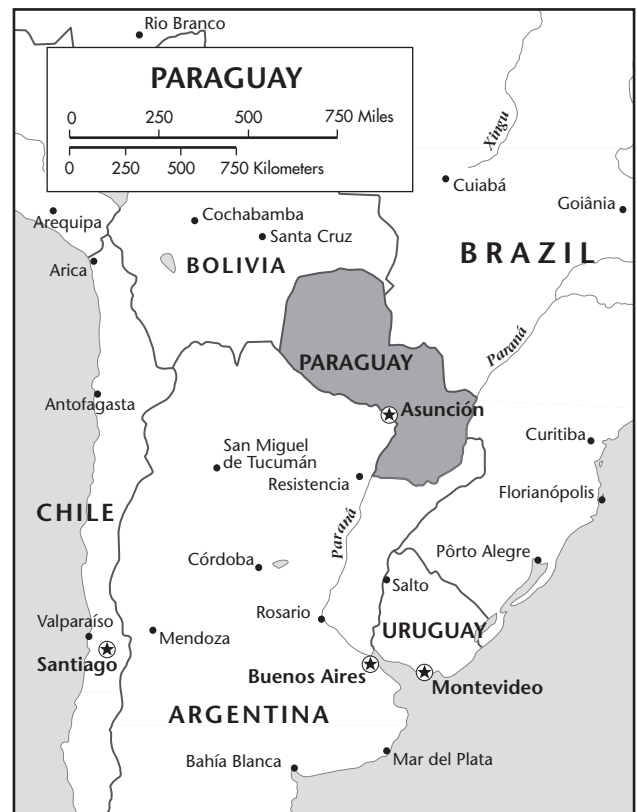 Rio Branco
PARAGUAY
0 250 500 750 Miles
0 250 500 750 Kilometers
Xingu
Cuiabá
Goiânia
Arequipa
Cochabamba
Santa Cruz
BRAZIL
Arica
BOLIVIA
Paraná
PARAGUAY
Antofagasta
Asunción
Curitiba
San Miguel
de Tucumán
Resistencia
Florianópolis
CHILE
Paraná
Pôrto Alegre
Córdoba
Salto
Rosario
Valparaíso
Mendoza
URUGUAY
Santiago
Buenos Aires
Montevideo
ARGENTINA
Bahía Blanca
Mar del Plata